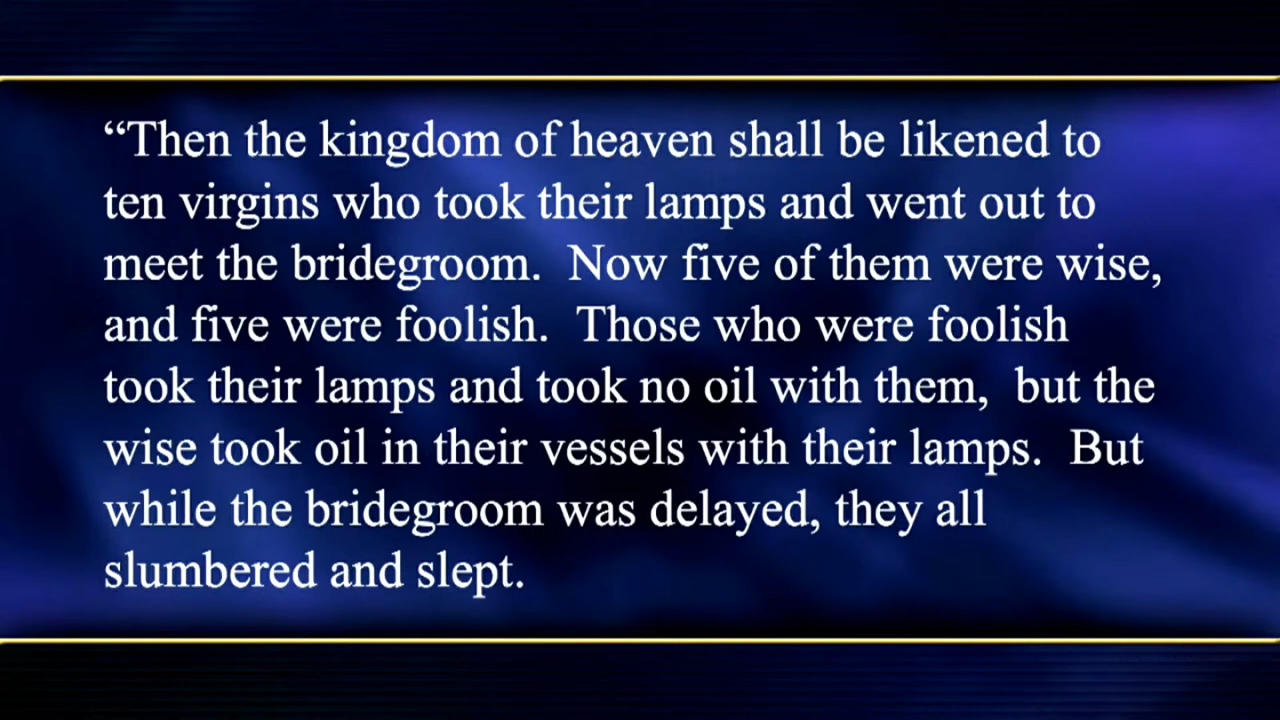 “Then the kingdom of heaven shall be likened to
ten virgins who took their lamps and went out to
meet the bridegroom.  Now five of them were wise,
and five were foolish.  Those who were foolish
took their lamps and took no oil with them,  but the
wise took oil in their vessels with their lamps.  But
while the bridegroom was delayed, they all
slumbered and slept.